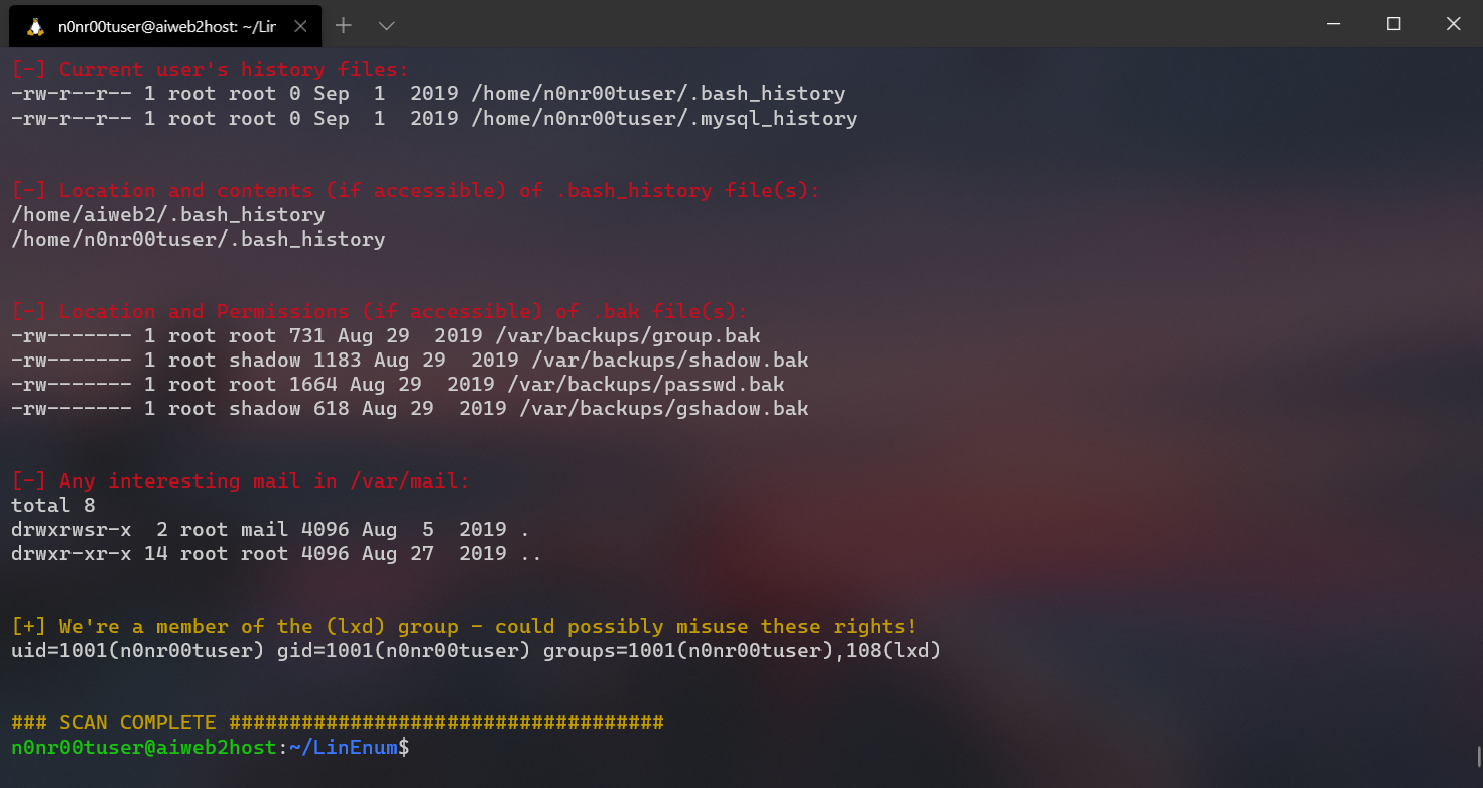 n0nr00tuser@aiweb2host: ~/Lin
[-] Current user's history files:
-rw-r--r-- 1 root root 0 Sep  1  2019 /home/n0nr00tuser/.bash_history
-rw-r--r-- 1 root root 0 Sep  1  2019 /home/n0nr00tuser/.mysql_history
[-] Location and contents (if accessible) of .bash_history file(s):
/home/aiweb2/.bash_history
/home/n0nr00tuser/.bash_history
[-] Location and Permissions (if accessible) of .bak file(s):
-rw------- 1 root root 731 Aug 29  2019 /var/backups/group.bak
-rw------- 1 root shadow 1183 Aug 29  2019 /var/backups/shadow.bak
-rw------- 1 root root 1664 Aug 29  2019 /var/backups/passwd.bak
-rw------- 1 root shadow 618 Aug 29  2019 /var/backups/gshadow.bak
[-] Any interesting mail in /var/mail:
total 8
drwxrwsr-x  2 root mail 4096 Aug  5  2019 .
drwxr-xr-x 14 root root 4096 Aug 27  2019 ..
[+] We're a member of the (lxd) group - could possibly misuse these rights!
uid=1001(n0nr00tuser) gid=1001(n0nr00tuser) groups=1001(n0nr00tuser),108(lxd)
### SCAN COMPLETE ####################################
n0nr00tuser@aiweb2host:~/LinEnum$